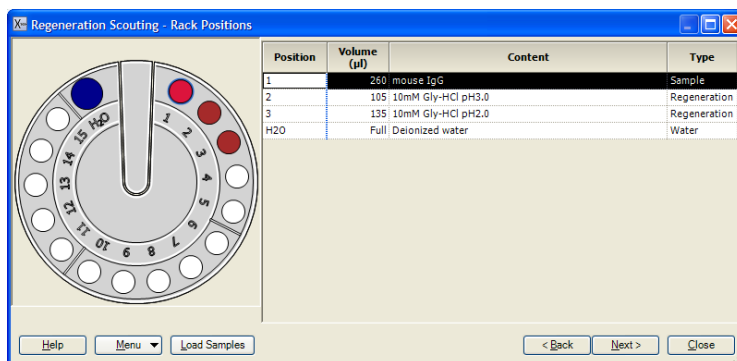 Regeneration Scouting - Rack Positions
Position Volume (µl) Content Type
1 260 mouse IgG Sample
2 105 10mM Gly-HCl pH3.0 Regeneration
3 135 10mM Gly-HCl pH2.0 Regeneration
H2O Full Deionized water Water
H₂O
1
2
3
4
5
6
7
8
9
10
11
12
13
14
15
Help Menu Load Samples < Back Next > Close